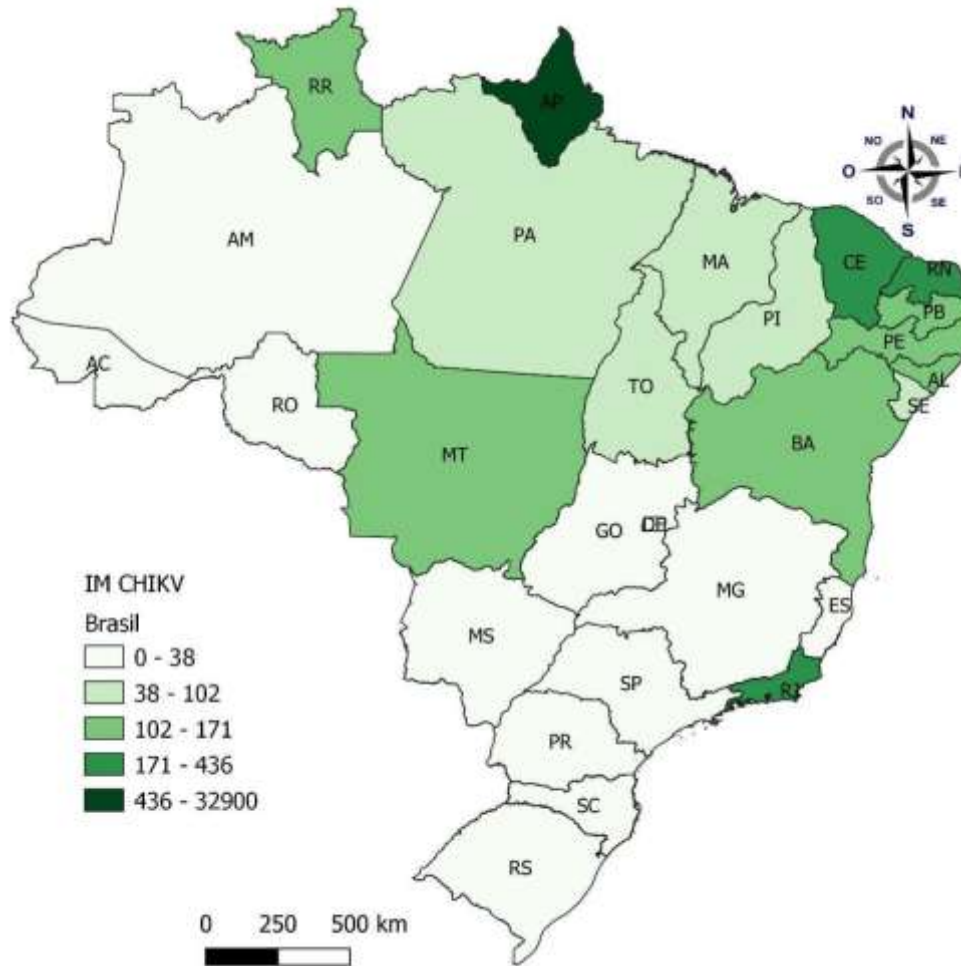 RR
AP
N
NO
NE
O
SO
SE
S
AM
PA
MA
CE
RN
PB
PI
PE
AC
TO
AL
SE
RO
MT
BA
GO
DF
MG
ES
MS
SP
RJ
PR
SC
RS
IM CHIKV
Brasil
0 - 38
38 - 102
102 - 171
171 - 436
436 - 32900
0 250 500 km